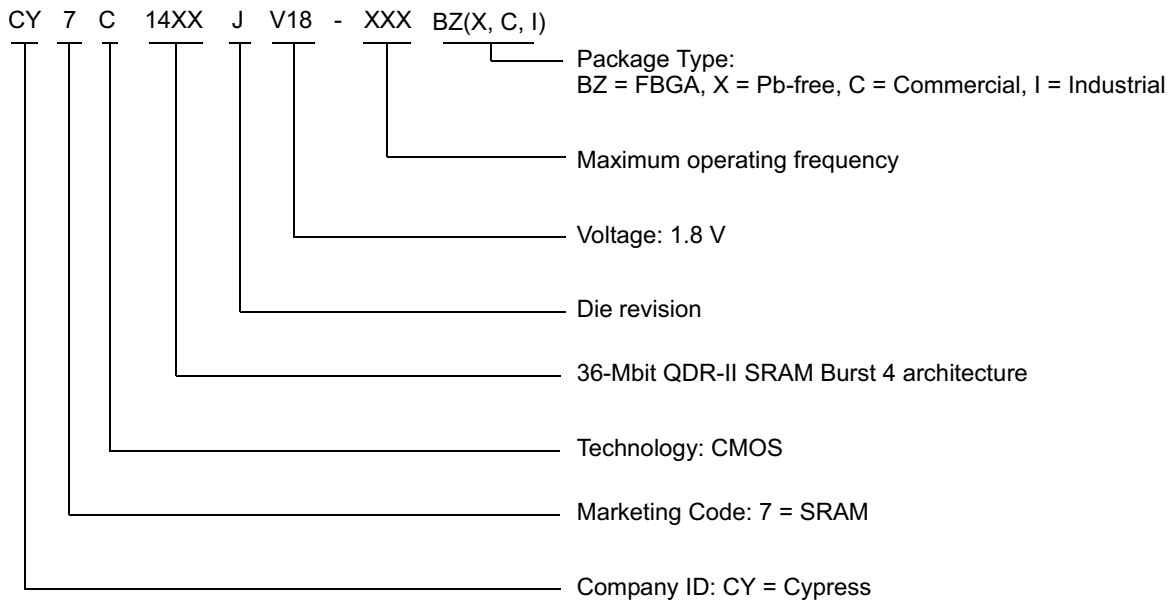 CY 7 C 14XX J V18 - XXX BZ(X, C, I)
Package Type:
BZ = FBGA, X = Pb-free, C = Commercial, I = Industrial
Maximum operating frequency
Voltage: 1.8 V
Die revision
36-Mbit QDR-II SRAM Burst 4 architecture
Technology: CMOS
Marketing Code: 7 = SRAM
Company ID: CY = Cypress